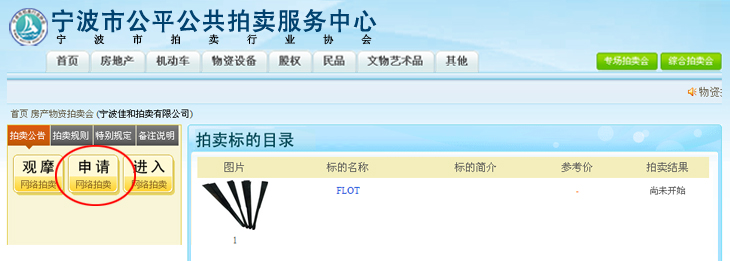 宁波市公平公共拍卖服务中心
宁波市拍卖行业协会
首页 房地产 机动车 物资设备 股权 民品 文物艺术品 其他
专场拍卖会 综合拍卖会
物资
首页 房产物资拍卖会 (宁波佳和拍卖有限公司)
拍卖公告 拍卖规则 特别规定 备注说明
观摩 申请 进入
网络拍卖 网络拍卖 网络拍卖
拍卖标的目录
图片 标的名称 标的简介 参考价 拍卖结果
FLOT - 尚未开始
1